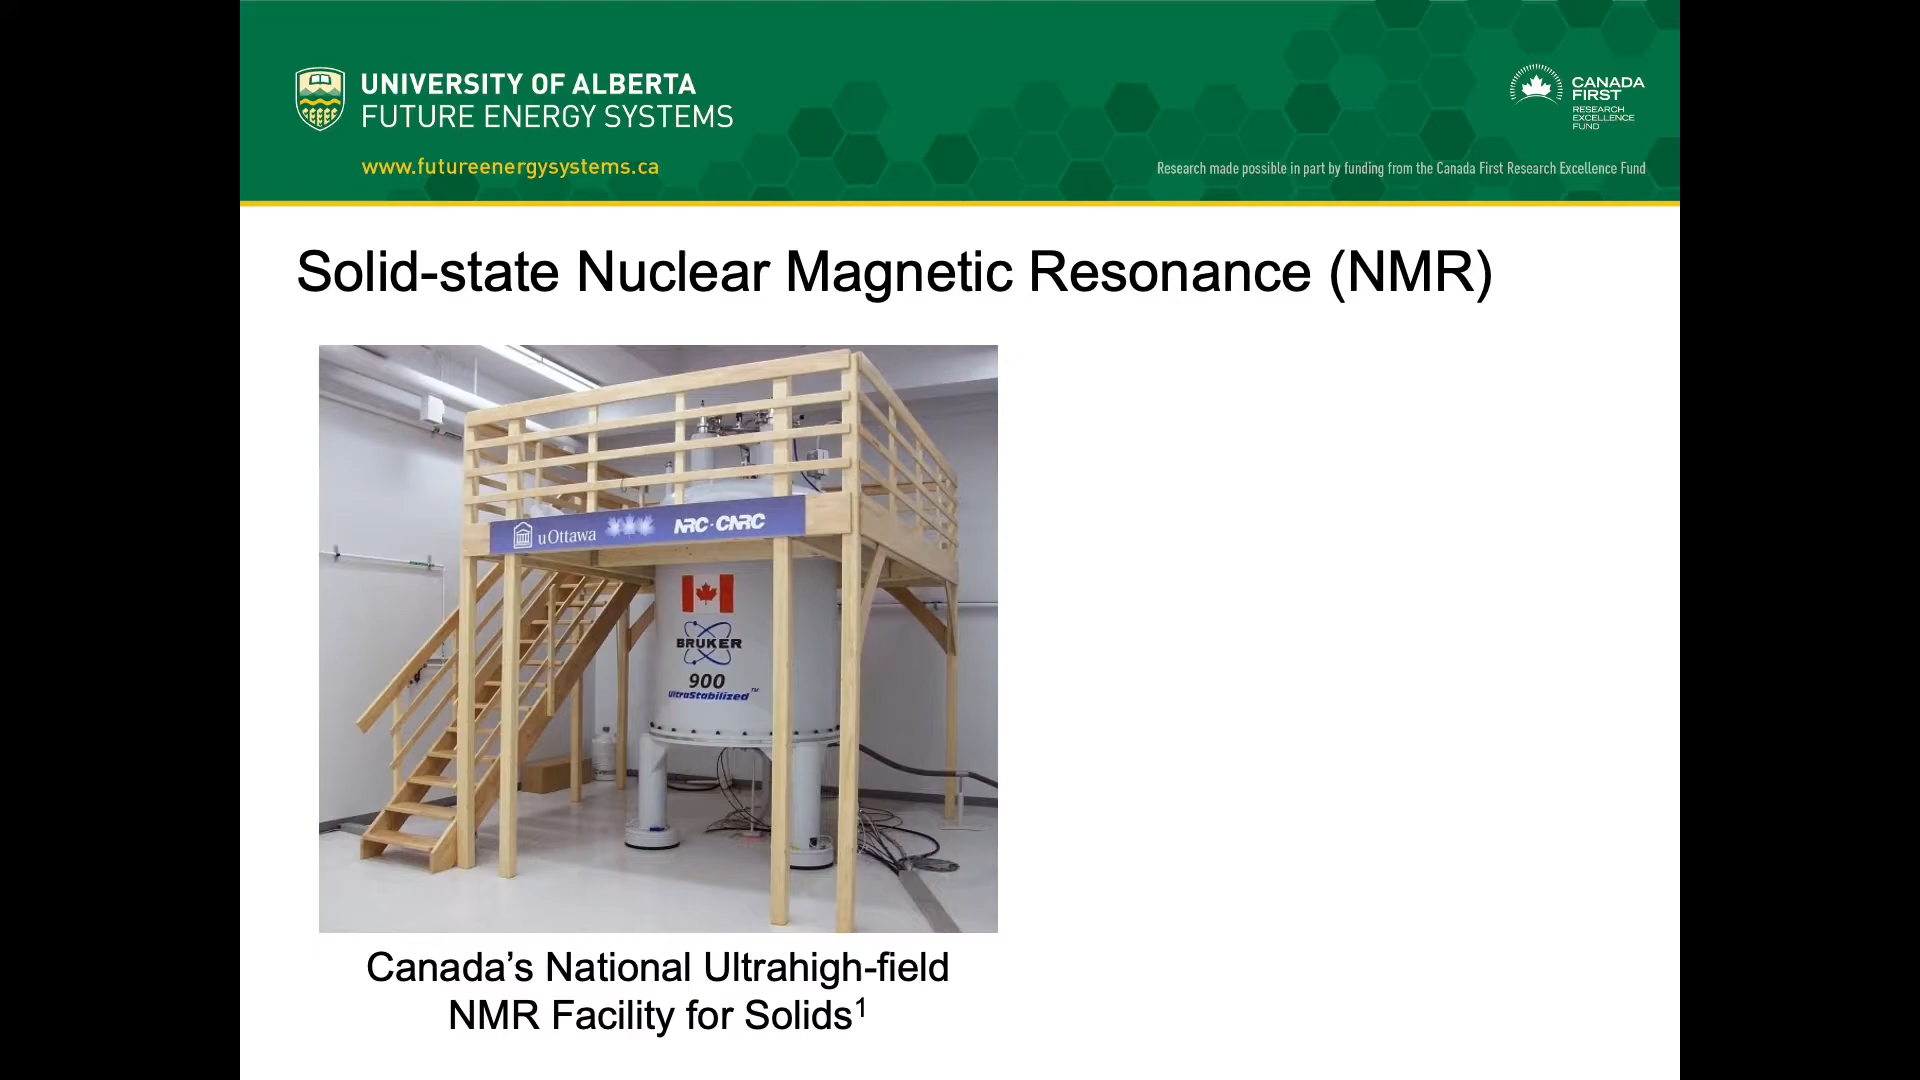 UNIVERSITY OF ALBERTA
FUTURE ENERGY SYSTEMS
www.futureenergysystems.ca
CANADA
FIRST
RESEARCH
EXCELLENCE
FUND
Research made possible in part by funding from the Canada First Research Excellence Fund
Solid-state Nuclear Magnetic Resonance (NMR)
uOttawa
NRC·CNRC
BRUKER
900
UltraStabilized™
Canada’s National Ultrahigh-field
NMR Facility for Solids¹